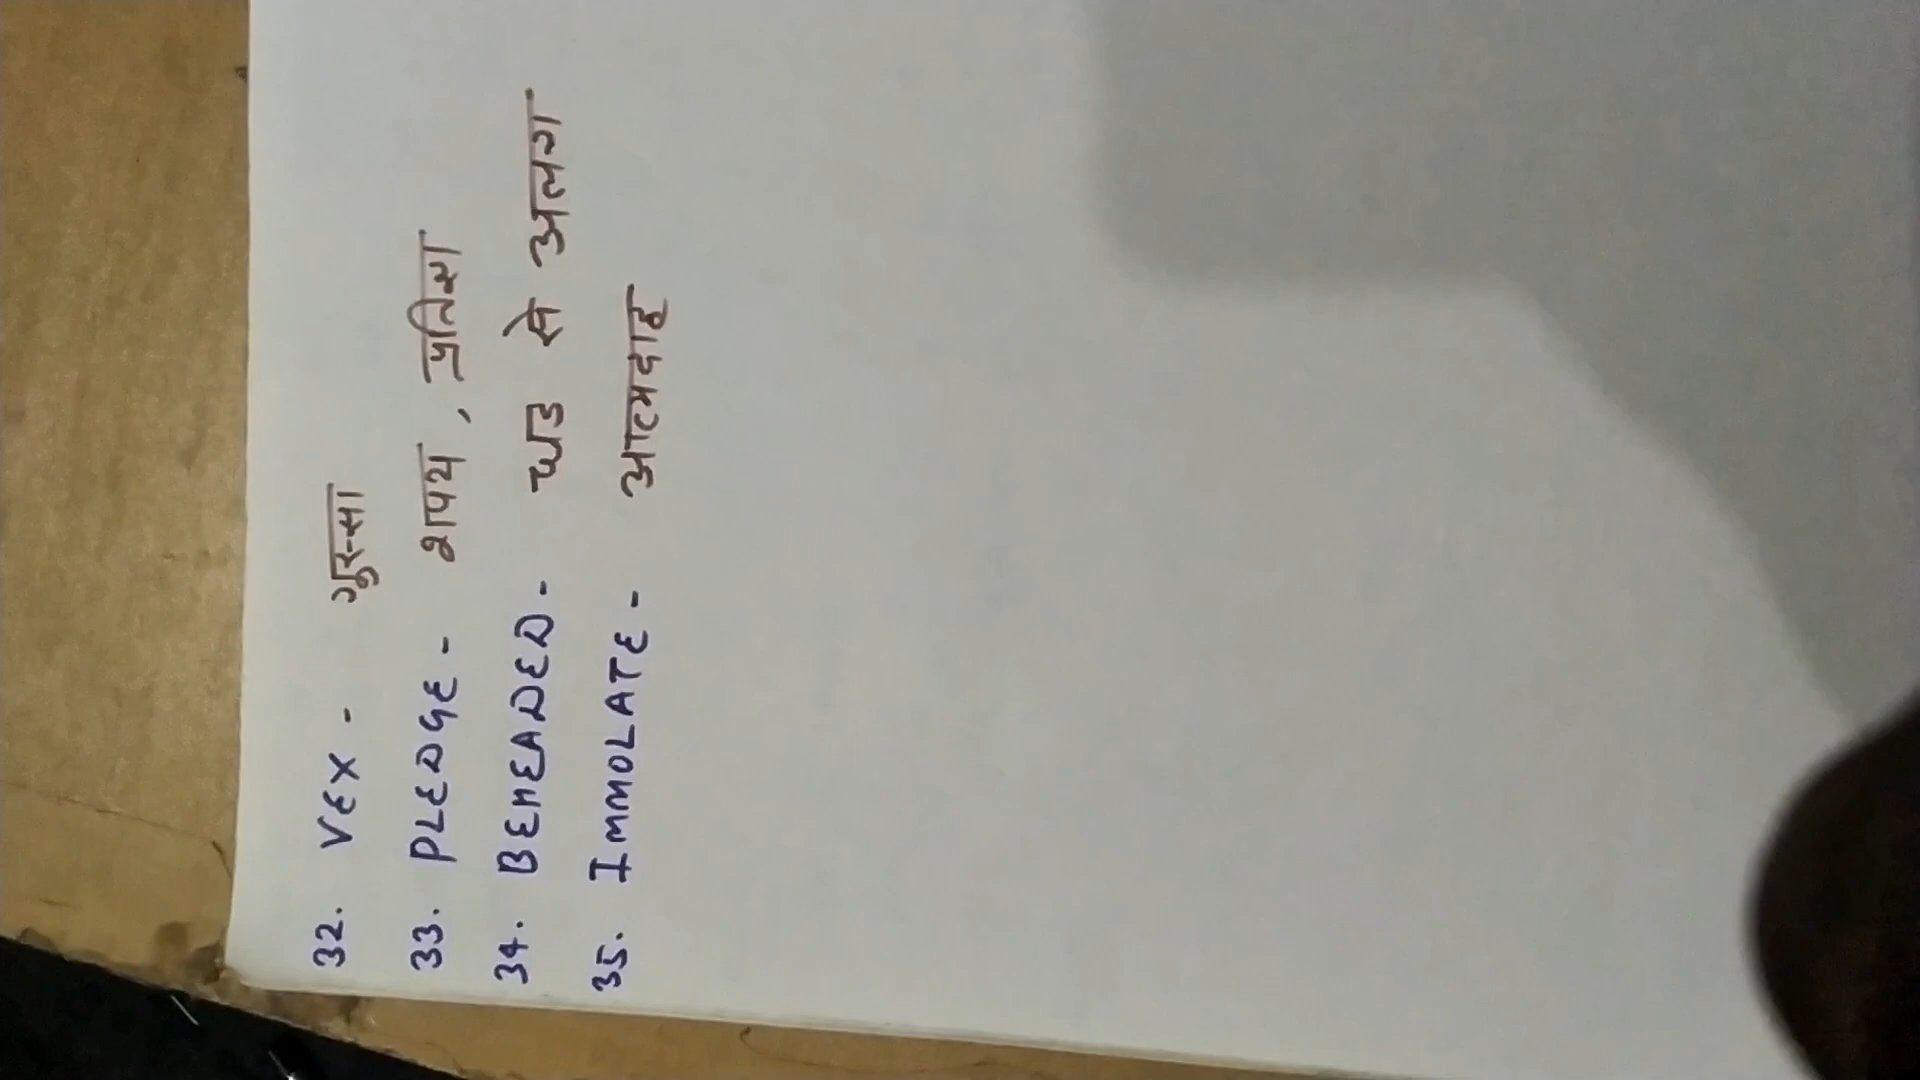 32. VEX - गुस्सा
33. PLEDGE - शपथ, प्रतिज्ञा
34. BEHEADED - धड से अलग
35. IMMOLATE - आत्मदाह